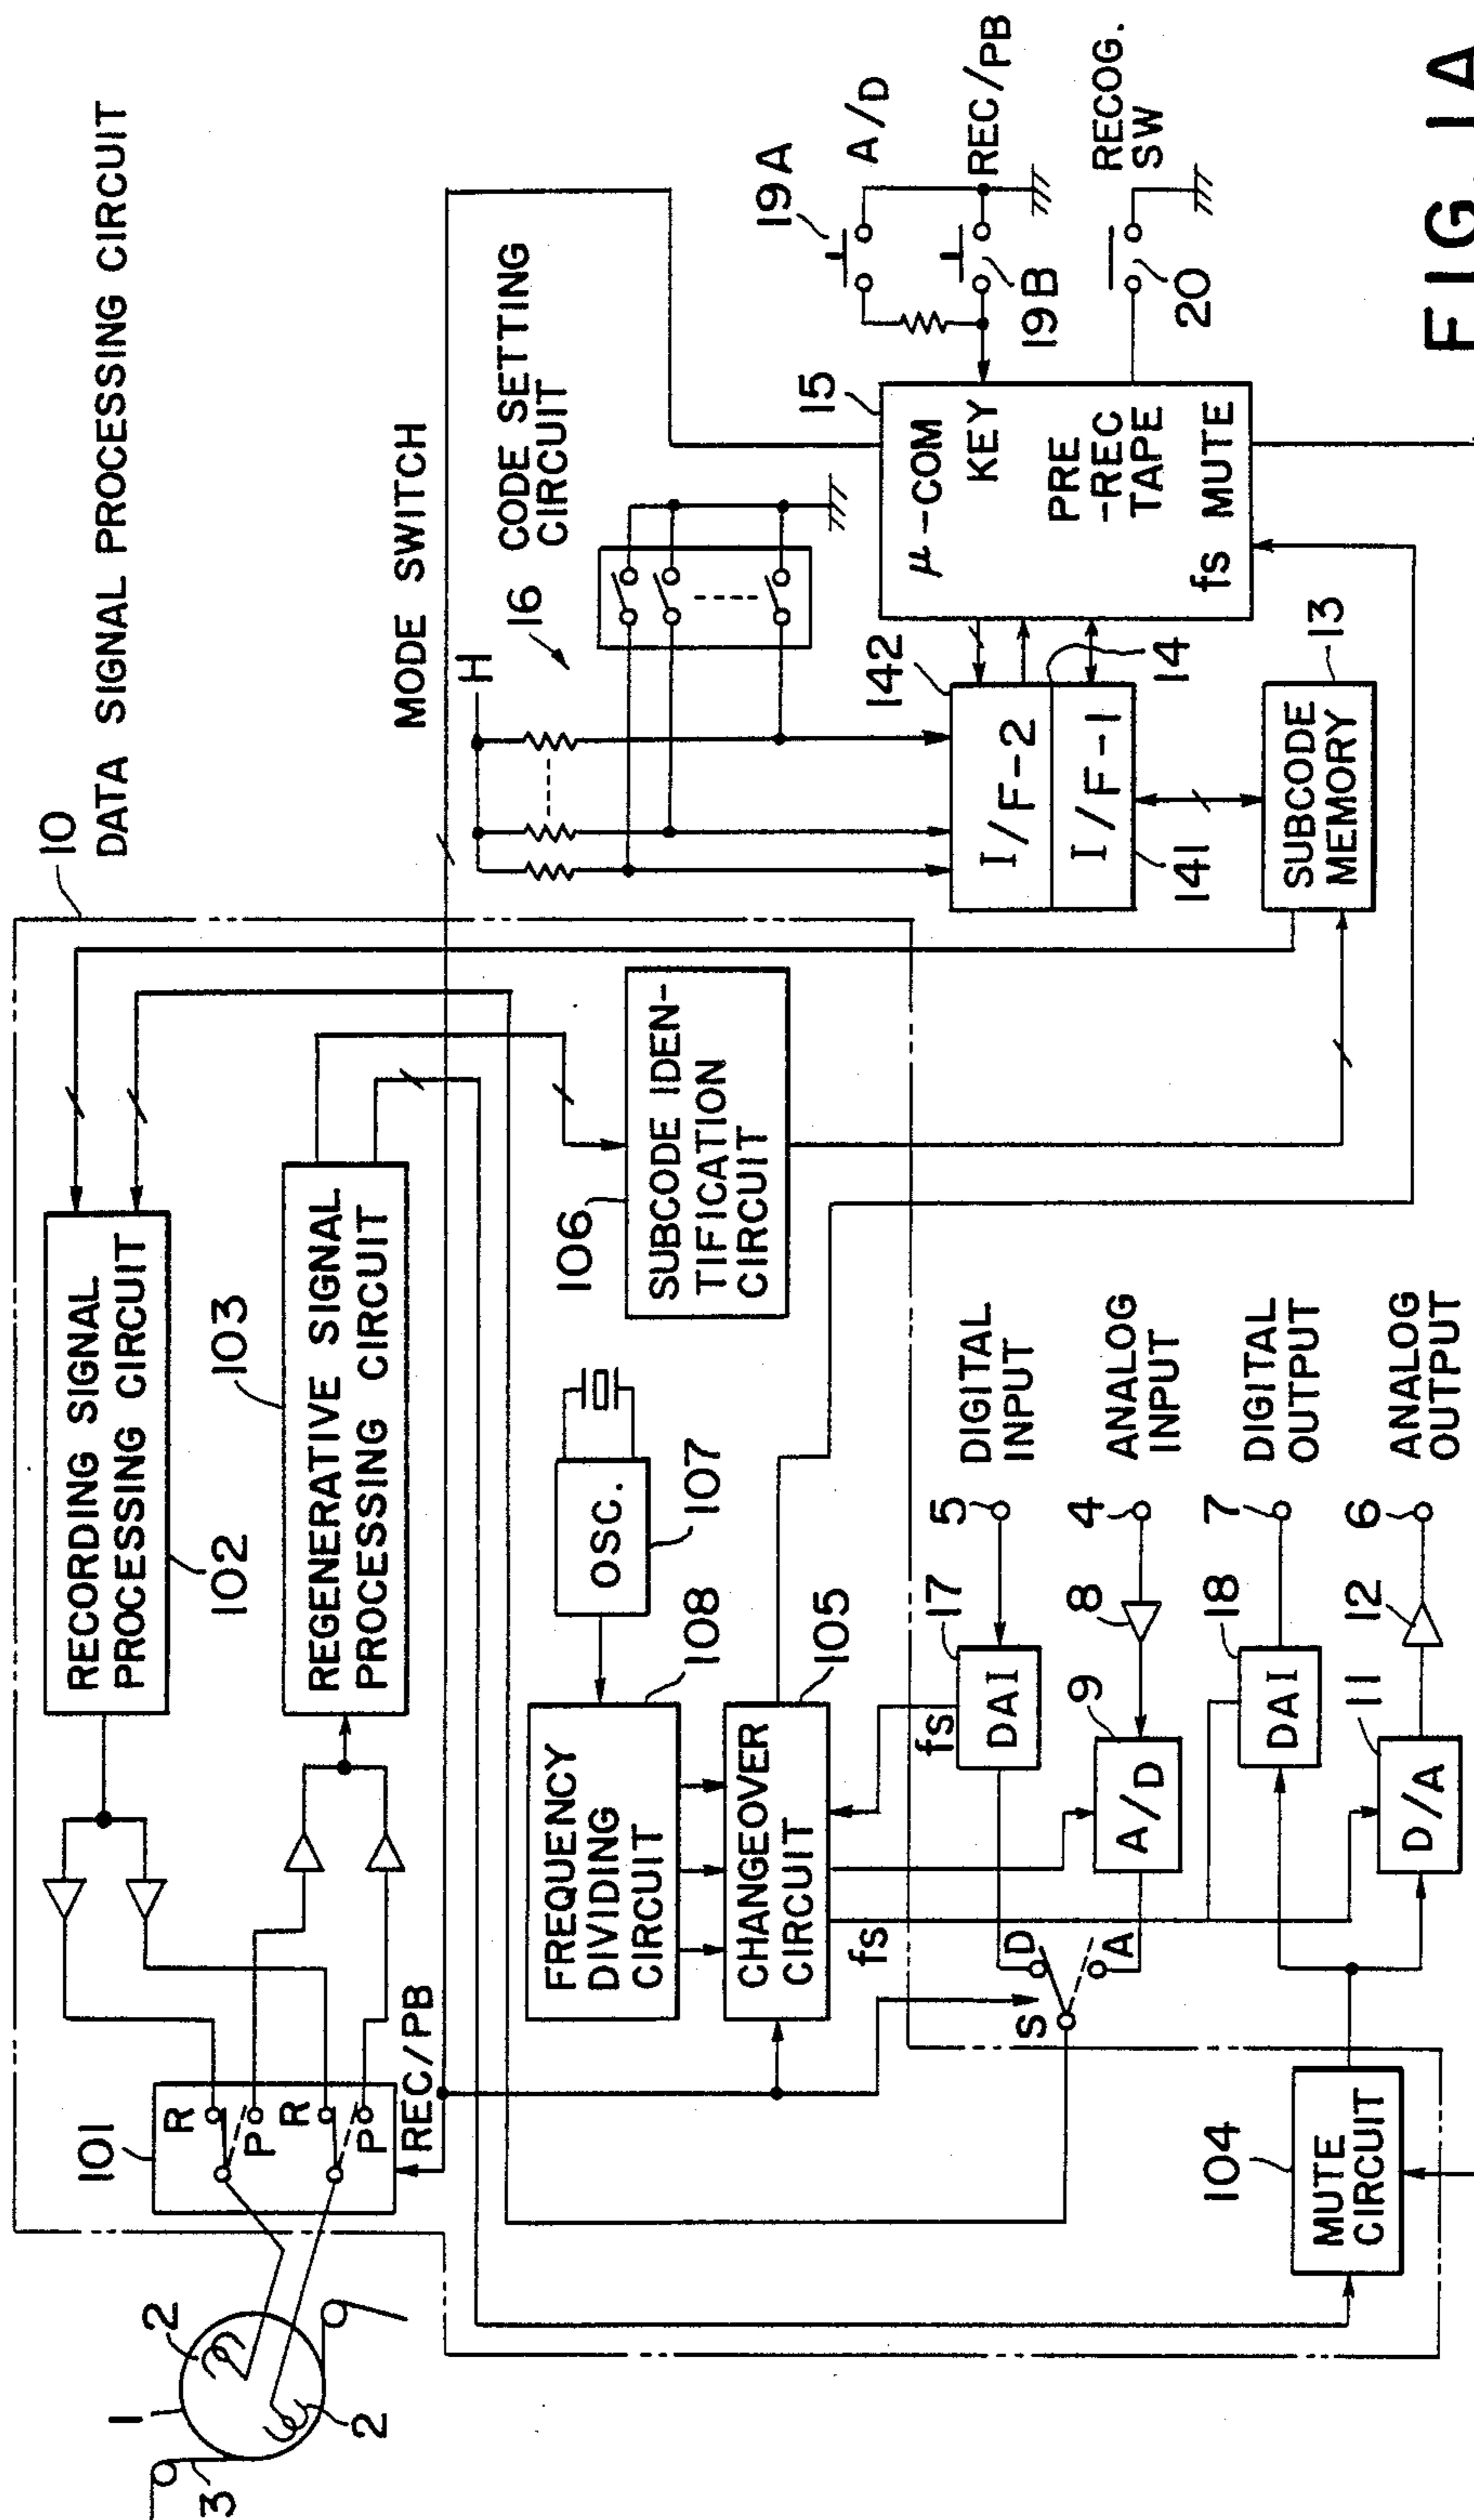 10
DATA SIGNAL PROCESSING CIRCUIT
101
R
P
R
P
REC/PB
1
2
2
3
RECORDING SIGNAL
PROCESSING CIRCUIT
102
103
REGENERATIVE SIGNAL
PROCESSING CIRCUIT
MODE SWITCH
106
SUBCODE IDEN-
TIFICATION
CIRCUIT
OSC.
107
FREQUENCY
DIVIDING
CIRCUIT
108
CHANGEOVER
CIRCUIT
105
fs
fs
H
16
CODE SETTING
CIRCUIT
142
I/F-2
I/F-1
141
14
SUBCODE
MEMORY
13
15
μ-COM
KEY
PRE
-REC
TAPE
fs
MUTE
19A
A/D
19B
REC/PB
20
RECOG.
SW
S
D
A
17
DAI
5
DIGITAL
INPUT
9
A/D
8
4
ANALOG
INPUT
18
DAI
7
DIGITAL
OUTPUT
11
D/A
12
6
ANALOG
OUTPUT
104
MUTE
CIRCUIT
FIG. 1A